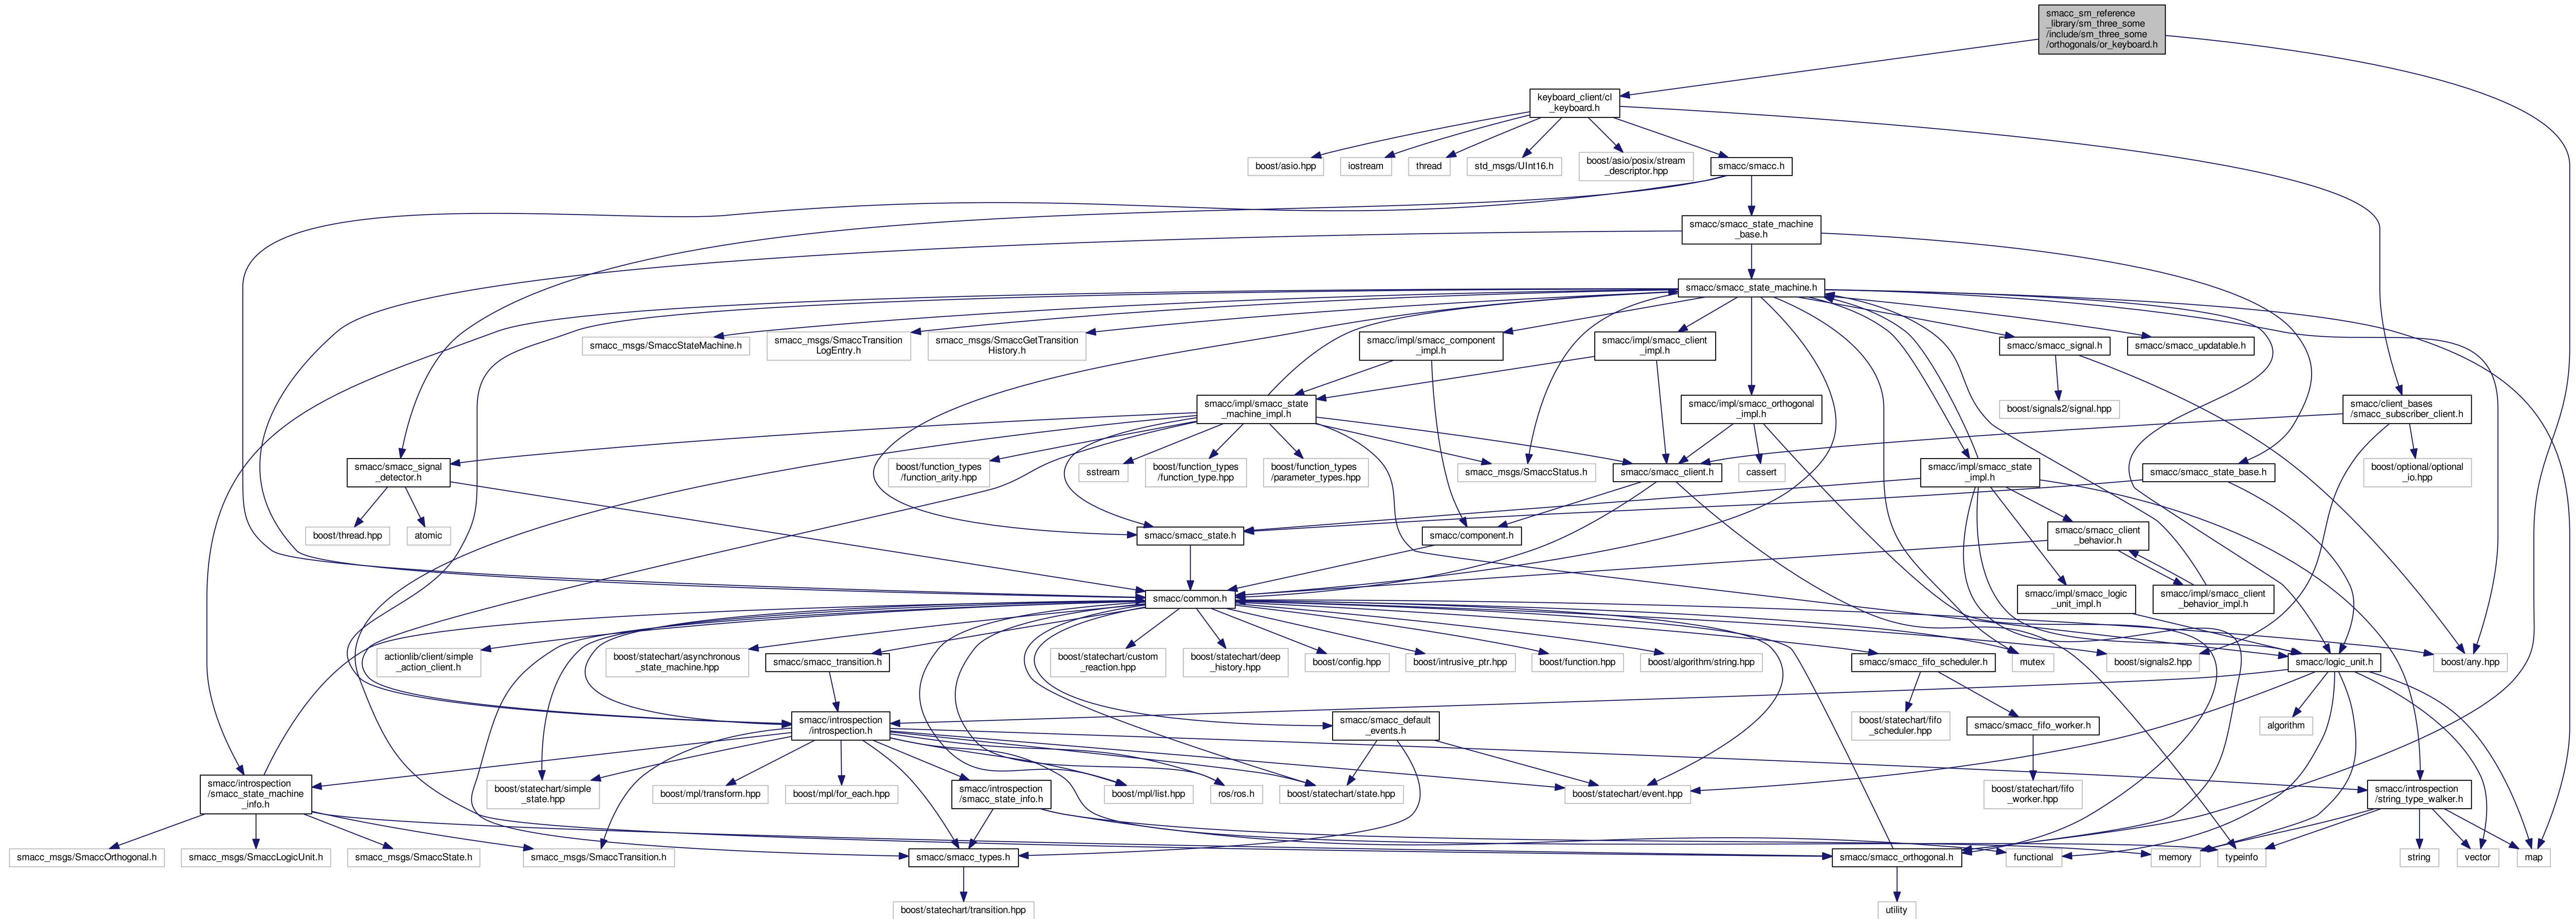 smacc_sm_reference
_library/sm_three_some
/include/sm_three_some
/orthogonals/or_keyboard.h
keyboard_client/cl
_keyboard.h
boost/asio.hpp
iostream
thread
std_msgs/UInt16.h
boost/asio/posix/stream
_descriptor.hpp
smacc/smacc.h
smacc/smacc_state_machine
_base.h
smacc/smacc_state_machine.h
smacc_msgs/SmaccStateMachine.h
smacc_msgs/SmaccTransition
LogEntry.h
smacc_msgs/SmaccGetTransition
History.h
smacc/impl/smacc_component
_impl.h
smacc/impl/smacc_client
_impl.h
smacc/smacc_signal.h
smacc/smacc_updatable.h
smacc/impl/smacc_state
_machine_impl.h
smacc/impl/smacc_orthogonal
_impl.h
boost/signals2/signal.hpp
smacc/client_bases
/smacc_subscriber_client.h
smacc/smacc_signal
_detector.h
boost/function_types
/function_arity.hpp
sstream
boost/function_types
/function_type.hpp
boost/function_types
/parameter_types.hpp
smacc_msgs/SmaccStatus.h
smacc/smacc_client.h
cassert
smacc/impl/smacc_state
_impl.h
smacc/smacc_state_base.h
boost/optional/optional
_io.hpp
boost/thread.hpp
atomic
smacc/smacc_state.h
smacc/component.h
smacc/smacc_client
_behavior.h
smacc/common.h
smacc/impl/smacc_logic
_unit_impl.h
smacc/impl/smacc_client
_behavior_impl.h
actionlib/client/simple
_action_client.h
boost/statechart/asynchronous
_state_machine.hpp
smacc/smacc_transition.h
boost/statechart/custom
_reaction.hpp
boost/statechart/deep
_history.hpp
boost/config.hpp
boost/intrusive_ptr.hpp
boost/function.hpp
boost/algorithm/string.hpp
smacc/smacc_fifo_scheduler.h
mutex
boost/signals2.hpp
smacc/logic_unit.h
boost/any.hpp
smacc/introspection
/introspection.h
smacc/smacc_default
_events.h
boost/statechart/fifo
_scheduler.hpp
smacc/smacc_fifo_worker.h
algorithm
smacc/introspection
/smacc_state_machine
_info.h
boost/statechart/simple
_state.hpp
boost/mpl/transform.hpp
boost/mpl/for_each.hpp
smacc/introspection
/smacc_state_info.h
boost/mpl/list.hpp
ros/ros.h
boost/statechart/state.hpp
boost/statechart/event.hpp
boost/statechart/fifo
_worker.hpp
smacc/introspection
/string_type_walker.h
smacc_msgs/SmaccOrthogonal.h
smacc_msgs/SmaccLogicUnit.h
smacc_msgs/SmaccState.h
smacc_msgs/SmaccTransition.h
smacc/smacc_types.h
smacc/smacc_orthogonal.h
functional
memory
typeinfo
string
vector
map
boost/statechart/transition.hpp
utility